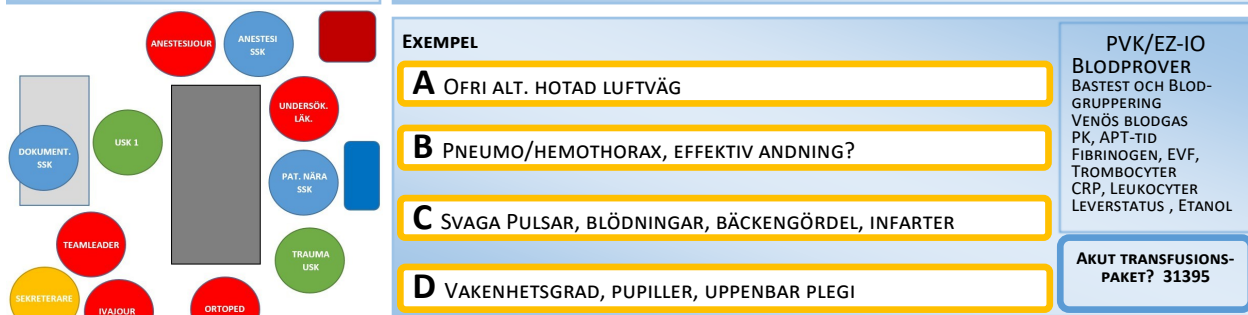 ANESTESIJOUR
ANESTESI
SSK
UNDERSÖK.
LÄK.
USK 1
DOKUMENT.
SSK
PAT. NÄRA
SSK
TEAMLEADER
TRAUMA
USK
SEKRETERARE
IVAJOUR
ORTOPED
EXEMPEL
A OFRI ALT. HOTAD LUFTVÄG
B PNEUMO/HEMOTHORAX, EFFEKTIV ANDNING?
C SVAGA PULSAR, BLÖDNINGAR, BÄCKENGÖRDEL, INFARTER
D VAKENHETSGRAD, PUPILLER, UPPENBAR PLEGI
PVK/EZ-IO
BLODPROVER
BASTEST OCH BLOD-
GRUPPERING
VENÖS BLODGAS
PK, APT-TID
FIBRINOGEN, EVF,
TROMBOCYTER
CRP, LEUKOCYTER
LEVERSTATUS , ETANOL
AKUT TRANSFUSIONS-
PAKET? 31395